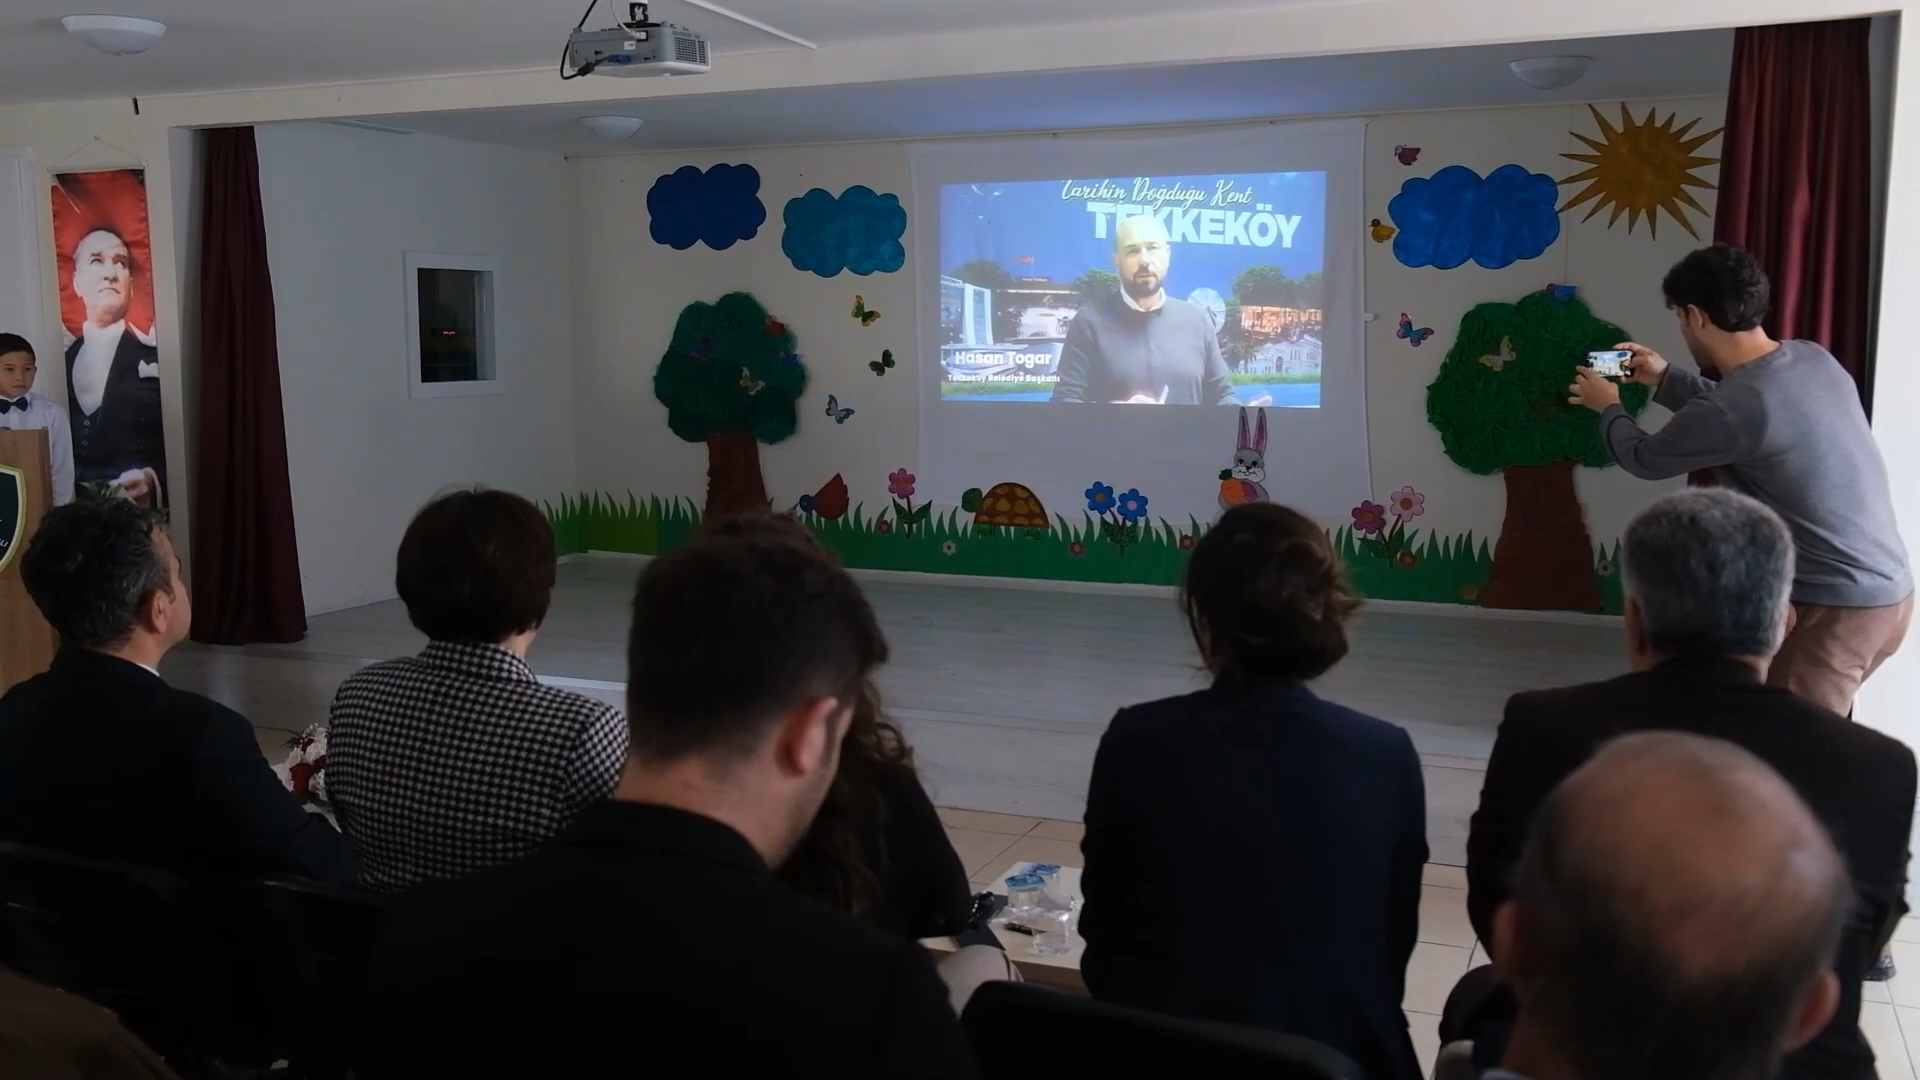 Tarihin Doğduğu Kent
TEKKEKÖY
Hasan Togar
Tekkeköy Belediye Başkanı